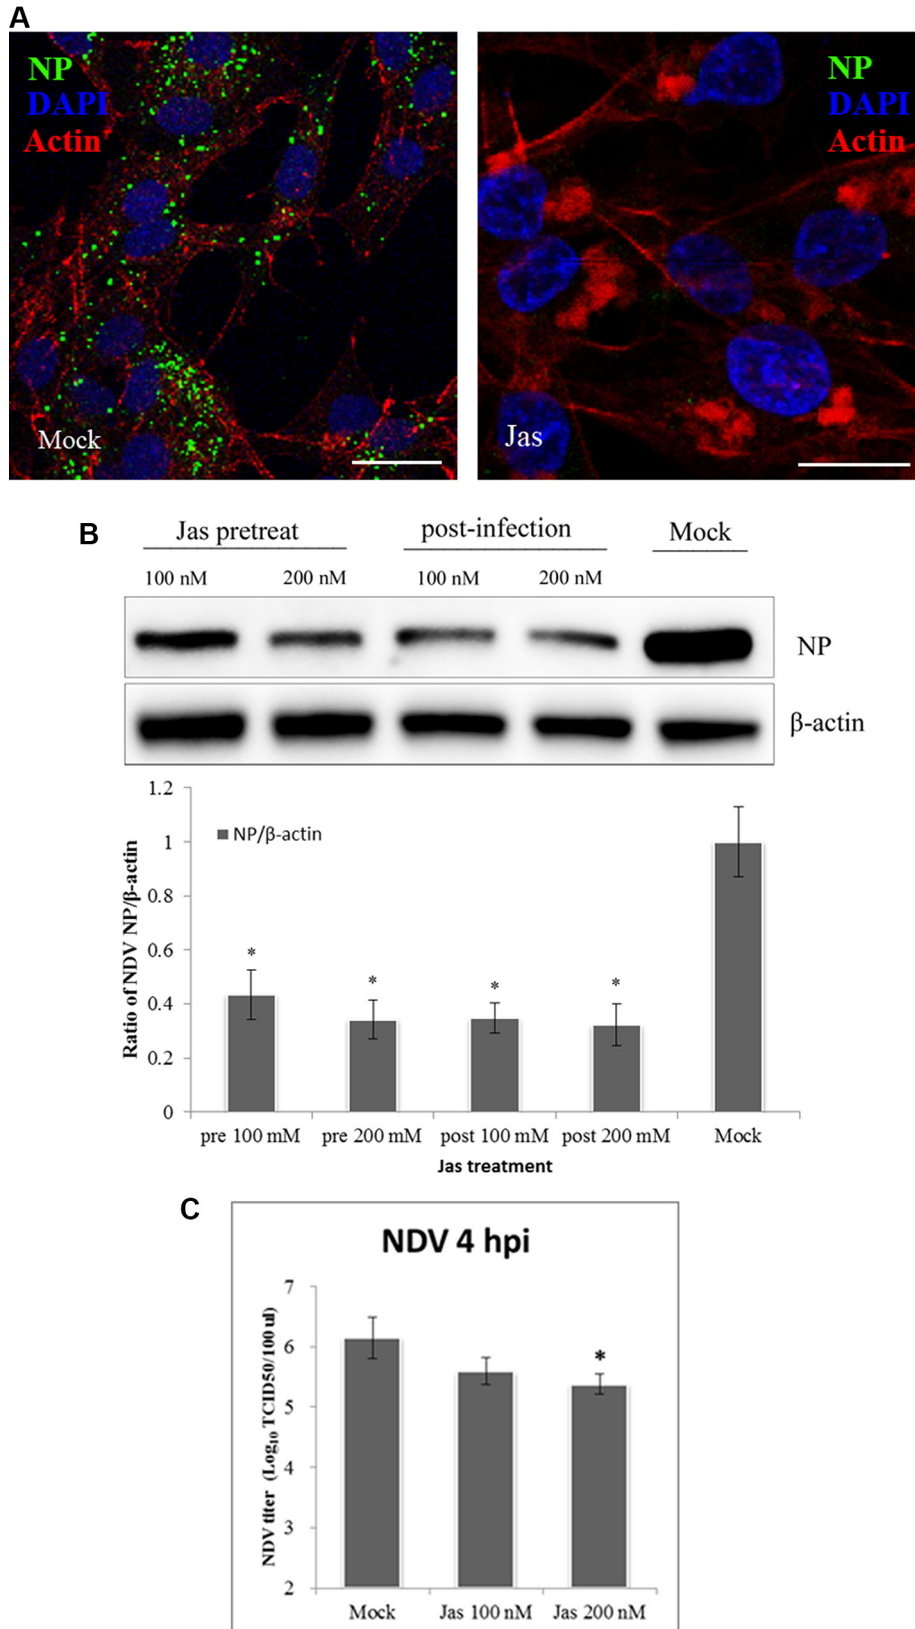 A
NP
DAPI
Actin
Mock
NP
DAPI
Actin
Jas
B
Jas pretreat
post-infection
Mock
100 nM
200 nM
100 nM
200 nM
NP
β-actin
1.2
1
0.8
0.6
0.4
0.2
0
Ratio of NDV NP/β-actin
NP/β-actin
*
*
*
*
pre 100 mM
pre 200 mM
post 100 mM
post 200 mM
Mock
Jas treatment
C
NDV 4 hpi
7
6
5
4
3
2
NDV titer (Log₁₀ TCID50/100 ul)
*
Mock
Jas 100 nM
Jas 200 nM